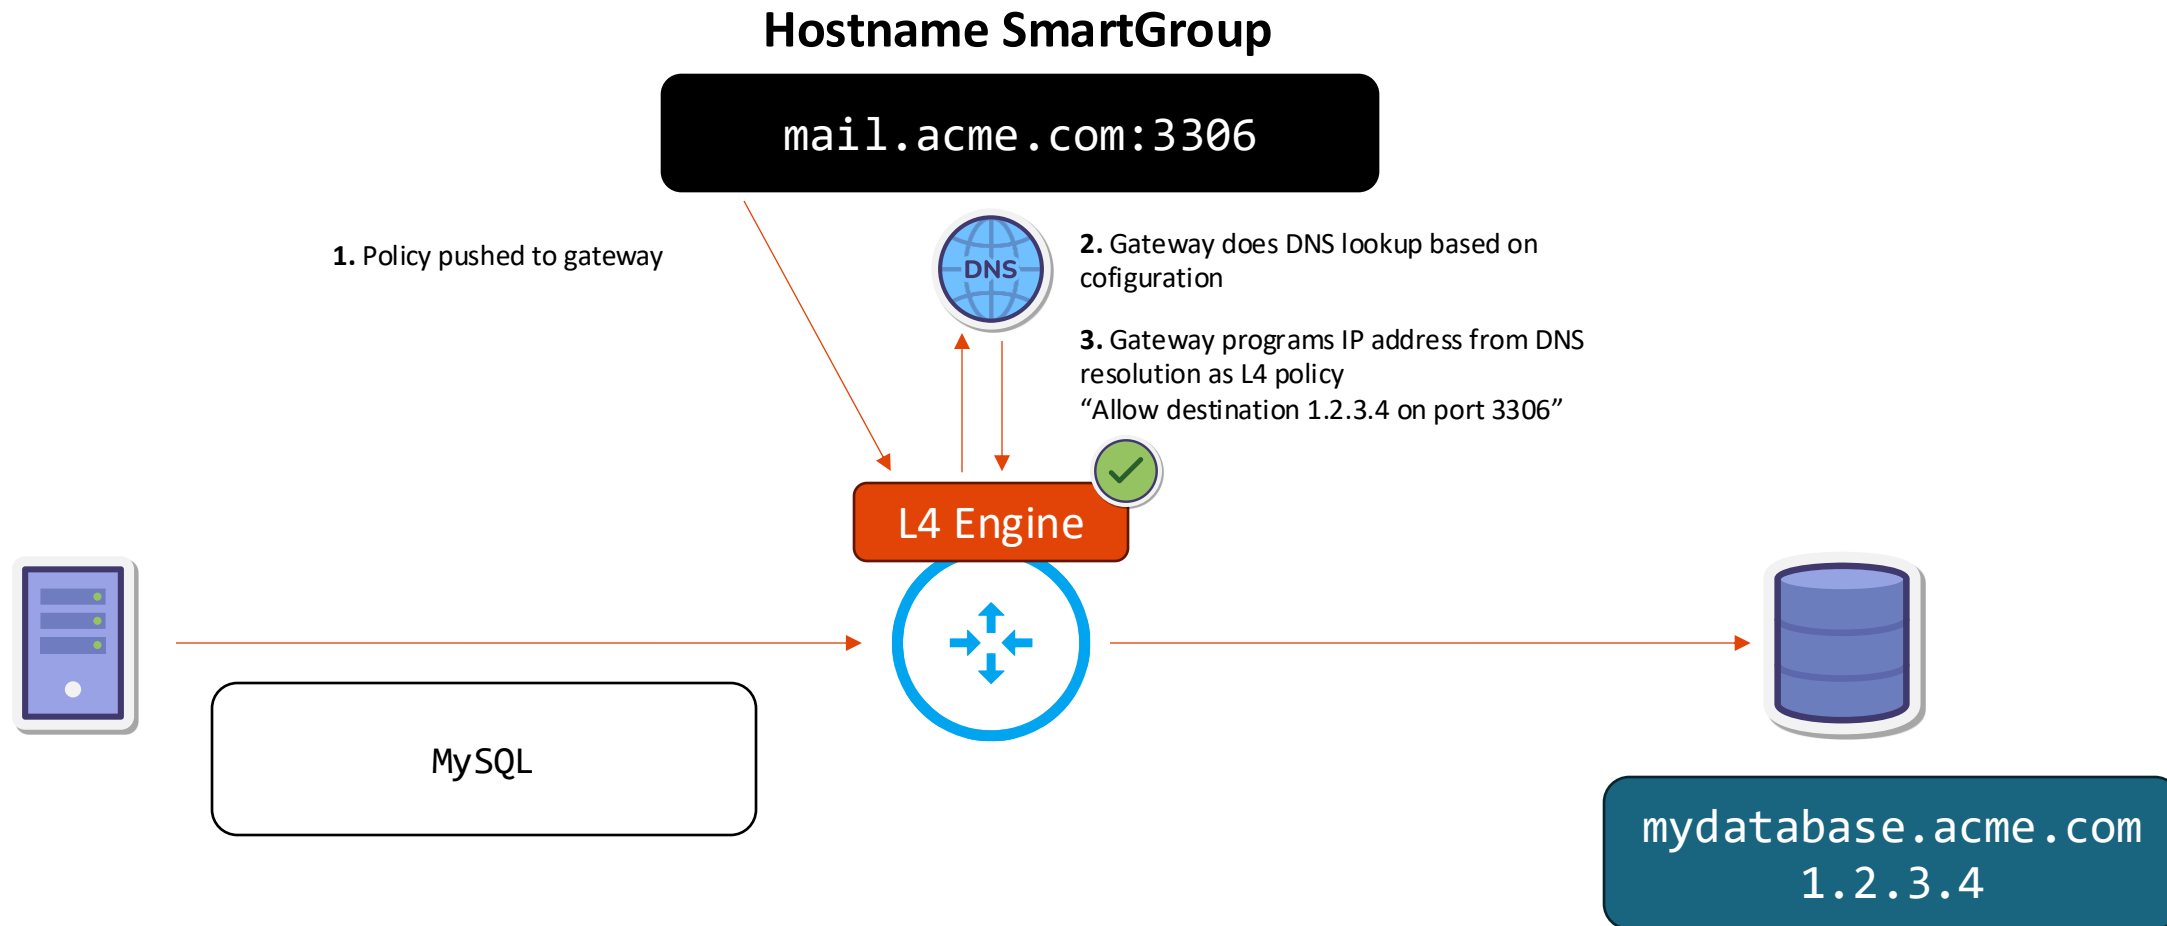 Hostname SmartGroup
mail.acme.com:3306
1. Policy pushed to gateway
DNS
2. Gateway does DNS lookup based on
cofiguration
3. Gateway programs IP address from DNS
resolution as L4 policy
“Allow destination 1.2.3.4 on port 3306”
L4 Engine
MySQL
mydatabase.acme.com
1.2.3.4